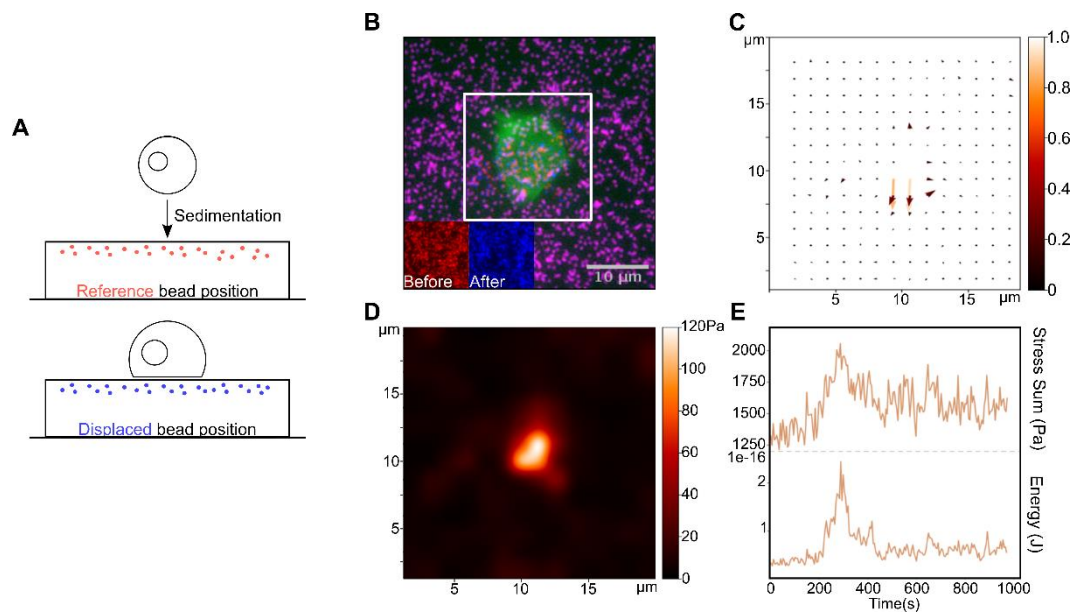 A
Sedimentation
Reference bead position
Displaced bead position
B
Before
After
10 µm
C
µm
15
10
5
5
10
15
µm
1.0
0.8
0.6
0.4
0.2
0
D
µm
15
10
5
5
10
15
µm
120Pa
100
80
60
40
20
0
E
2000
1750
1500
1250
1e-16
2
1
Stress Sum (Pa)
Energy (J)
0
200
400
600
800
1000
Time(s)